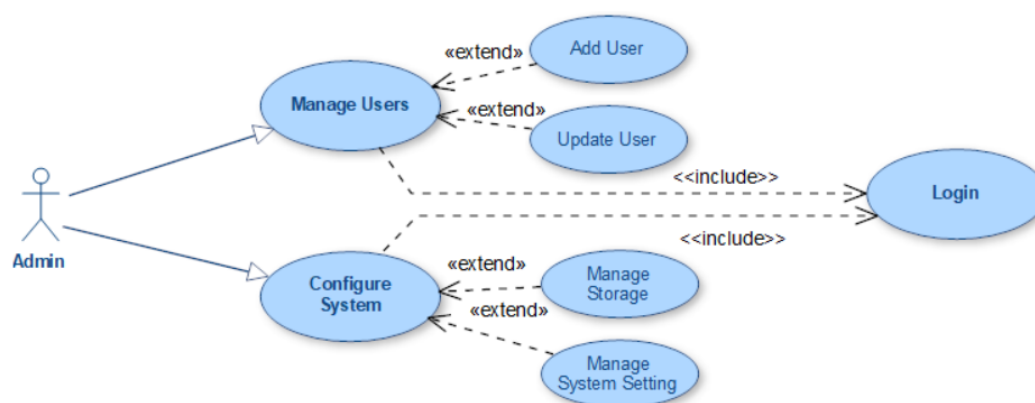 «extend»
Add User
Manage Users
«extend»
Update User
<<include>>
Login
Admin
<<include>>
Configure
System
«extend»
Manage
Storage
«extend»
Manage
System Setting